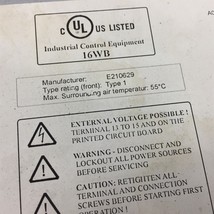 c UL US LISTED
Industrial Control Equipment
16WB
Manufacturer: E210629
Type rating (front): Type 1
Max. Surrounding air temperature: 55°C
EXTERNAL VOLTAGE POSSIBLE !
TERMINAL 11 TO 15 AND ON THE
PRINTED CIRCUIT BOARD
WARNING - DISCONNECT AND
LOCKOUT ALL POWER SOURCES
BEFORE SERVICING
CAUTION: RETIGHTEN ALL
TERMINAL AND CONNECTION
SCREWS BEFORE STARTING FIRST